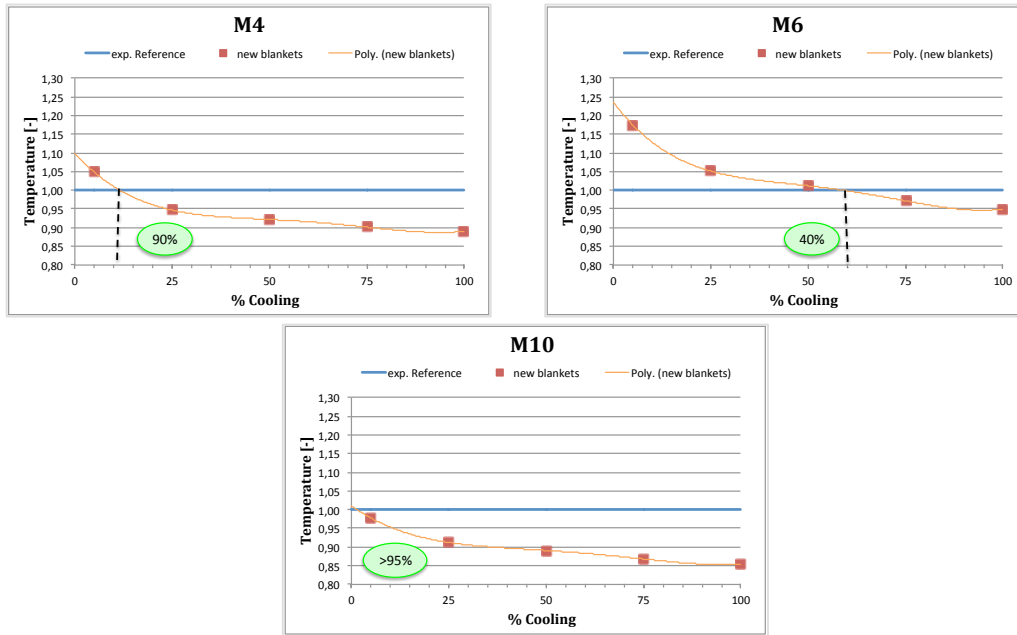 M4
exp. Reference new blankets Poly. (new blankets)
Temperature [-]
1,30
1,25
1,20
1,15
1,10
1,05
1,00
0,95
0,90
0,85
0,80
90%
0 25 50 75 100
% Cooling
M6
exp. Reference new blankets Poly. (new blankets)
Temperature [-]
1,30
1,25
1,20
1,15
1,10
1,05
1,00
0,95
0,90
0,85
0,80
40%
0 25 50 75 100
% Cooling
M10
exp. Reference new blankets Poly. (new blankets)
Temperature [-]
1,30
1,25
1,20
1,15
1,10
1,05
1,00
0,95
0,90
0,85
0,80
>95%
0 25 50 75 100
% Cooling